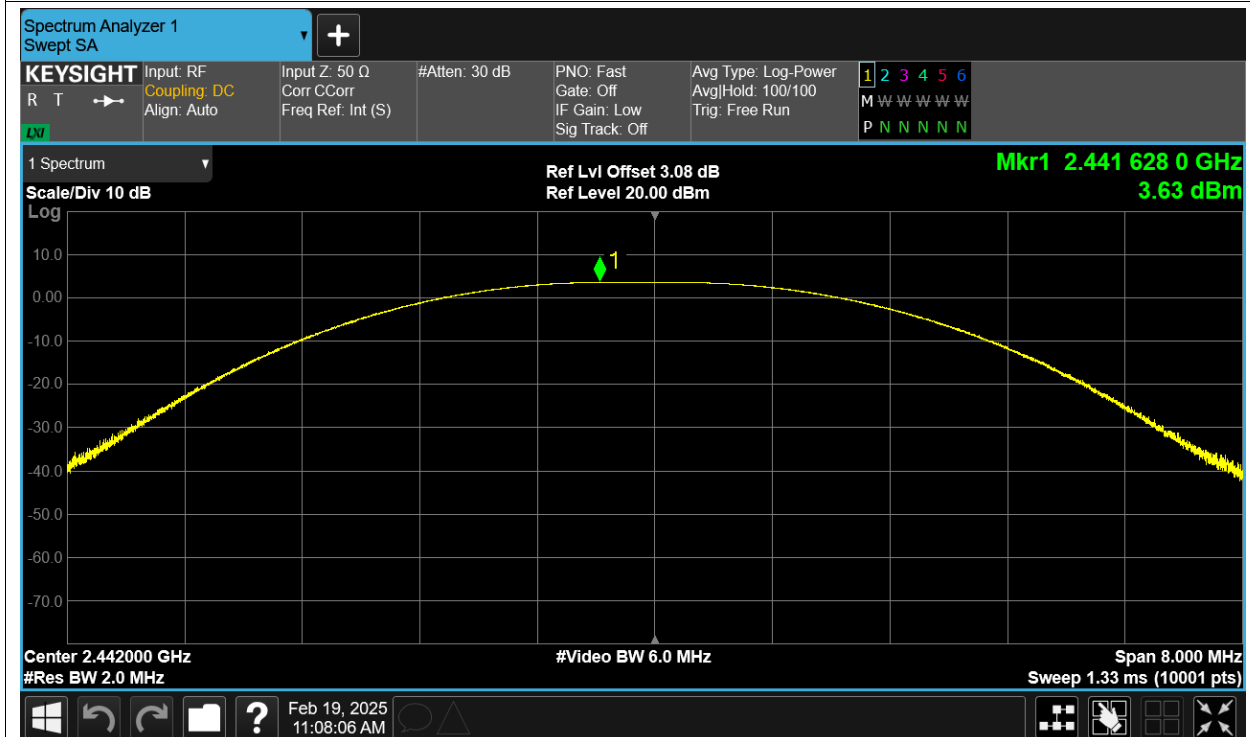 Spectrum Analyzer 1
Swept SA
KEYSIGHT
R T
LXI
Input: RF
Coupling: DC
Align: Auto
Input Z: 50 Ω
Corr CCorr
Freq Ref: Int (S)
#Atten: 30 dB
PNO: Fast
Gate: Off
IF Gain: Low
Sig Track: Off
Avg Type: Log-Power
Avg|Hold: 100/100
Trig: Free Run
1 2 3 4 5 6
M W W W W W
P N N N N N
1 Spectrum
Scale/Div 10 dB
Log
Ref Lvl Offset 3.08 dB
Ref Level 20.00 dBm
Mkr1 2.441 628 0 GHz
3.63 dBm
10.0
1
0.00
-10.0
-20.0
-30.0
-40.0
-50.0
-60.0
-70.0
Center 2.442000 GHz
#Res BW 2.0 MHz
#Video BW 6.0 MHz
Span 8.000 MHz
Sweep 1.33 ms (10001 pts)
?
Feb 19, 2025
11:08:06 AM